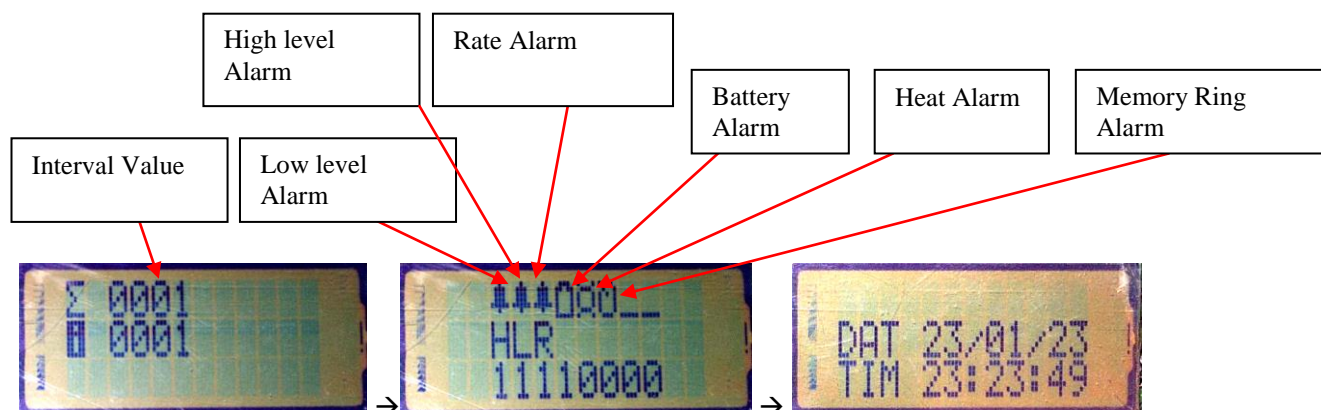 High level
Alarm
Rate Alarm
Battery
Alarm
Heat Alarm
Memory Ring
Alarm
Interval Value
Low level
Alarm
Σ 0001
0001
HLR
11110000
DAT 23/01/23
TIM 23:23:49